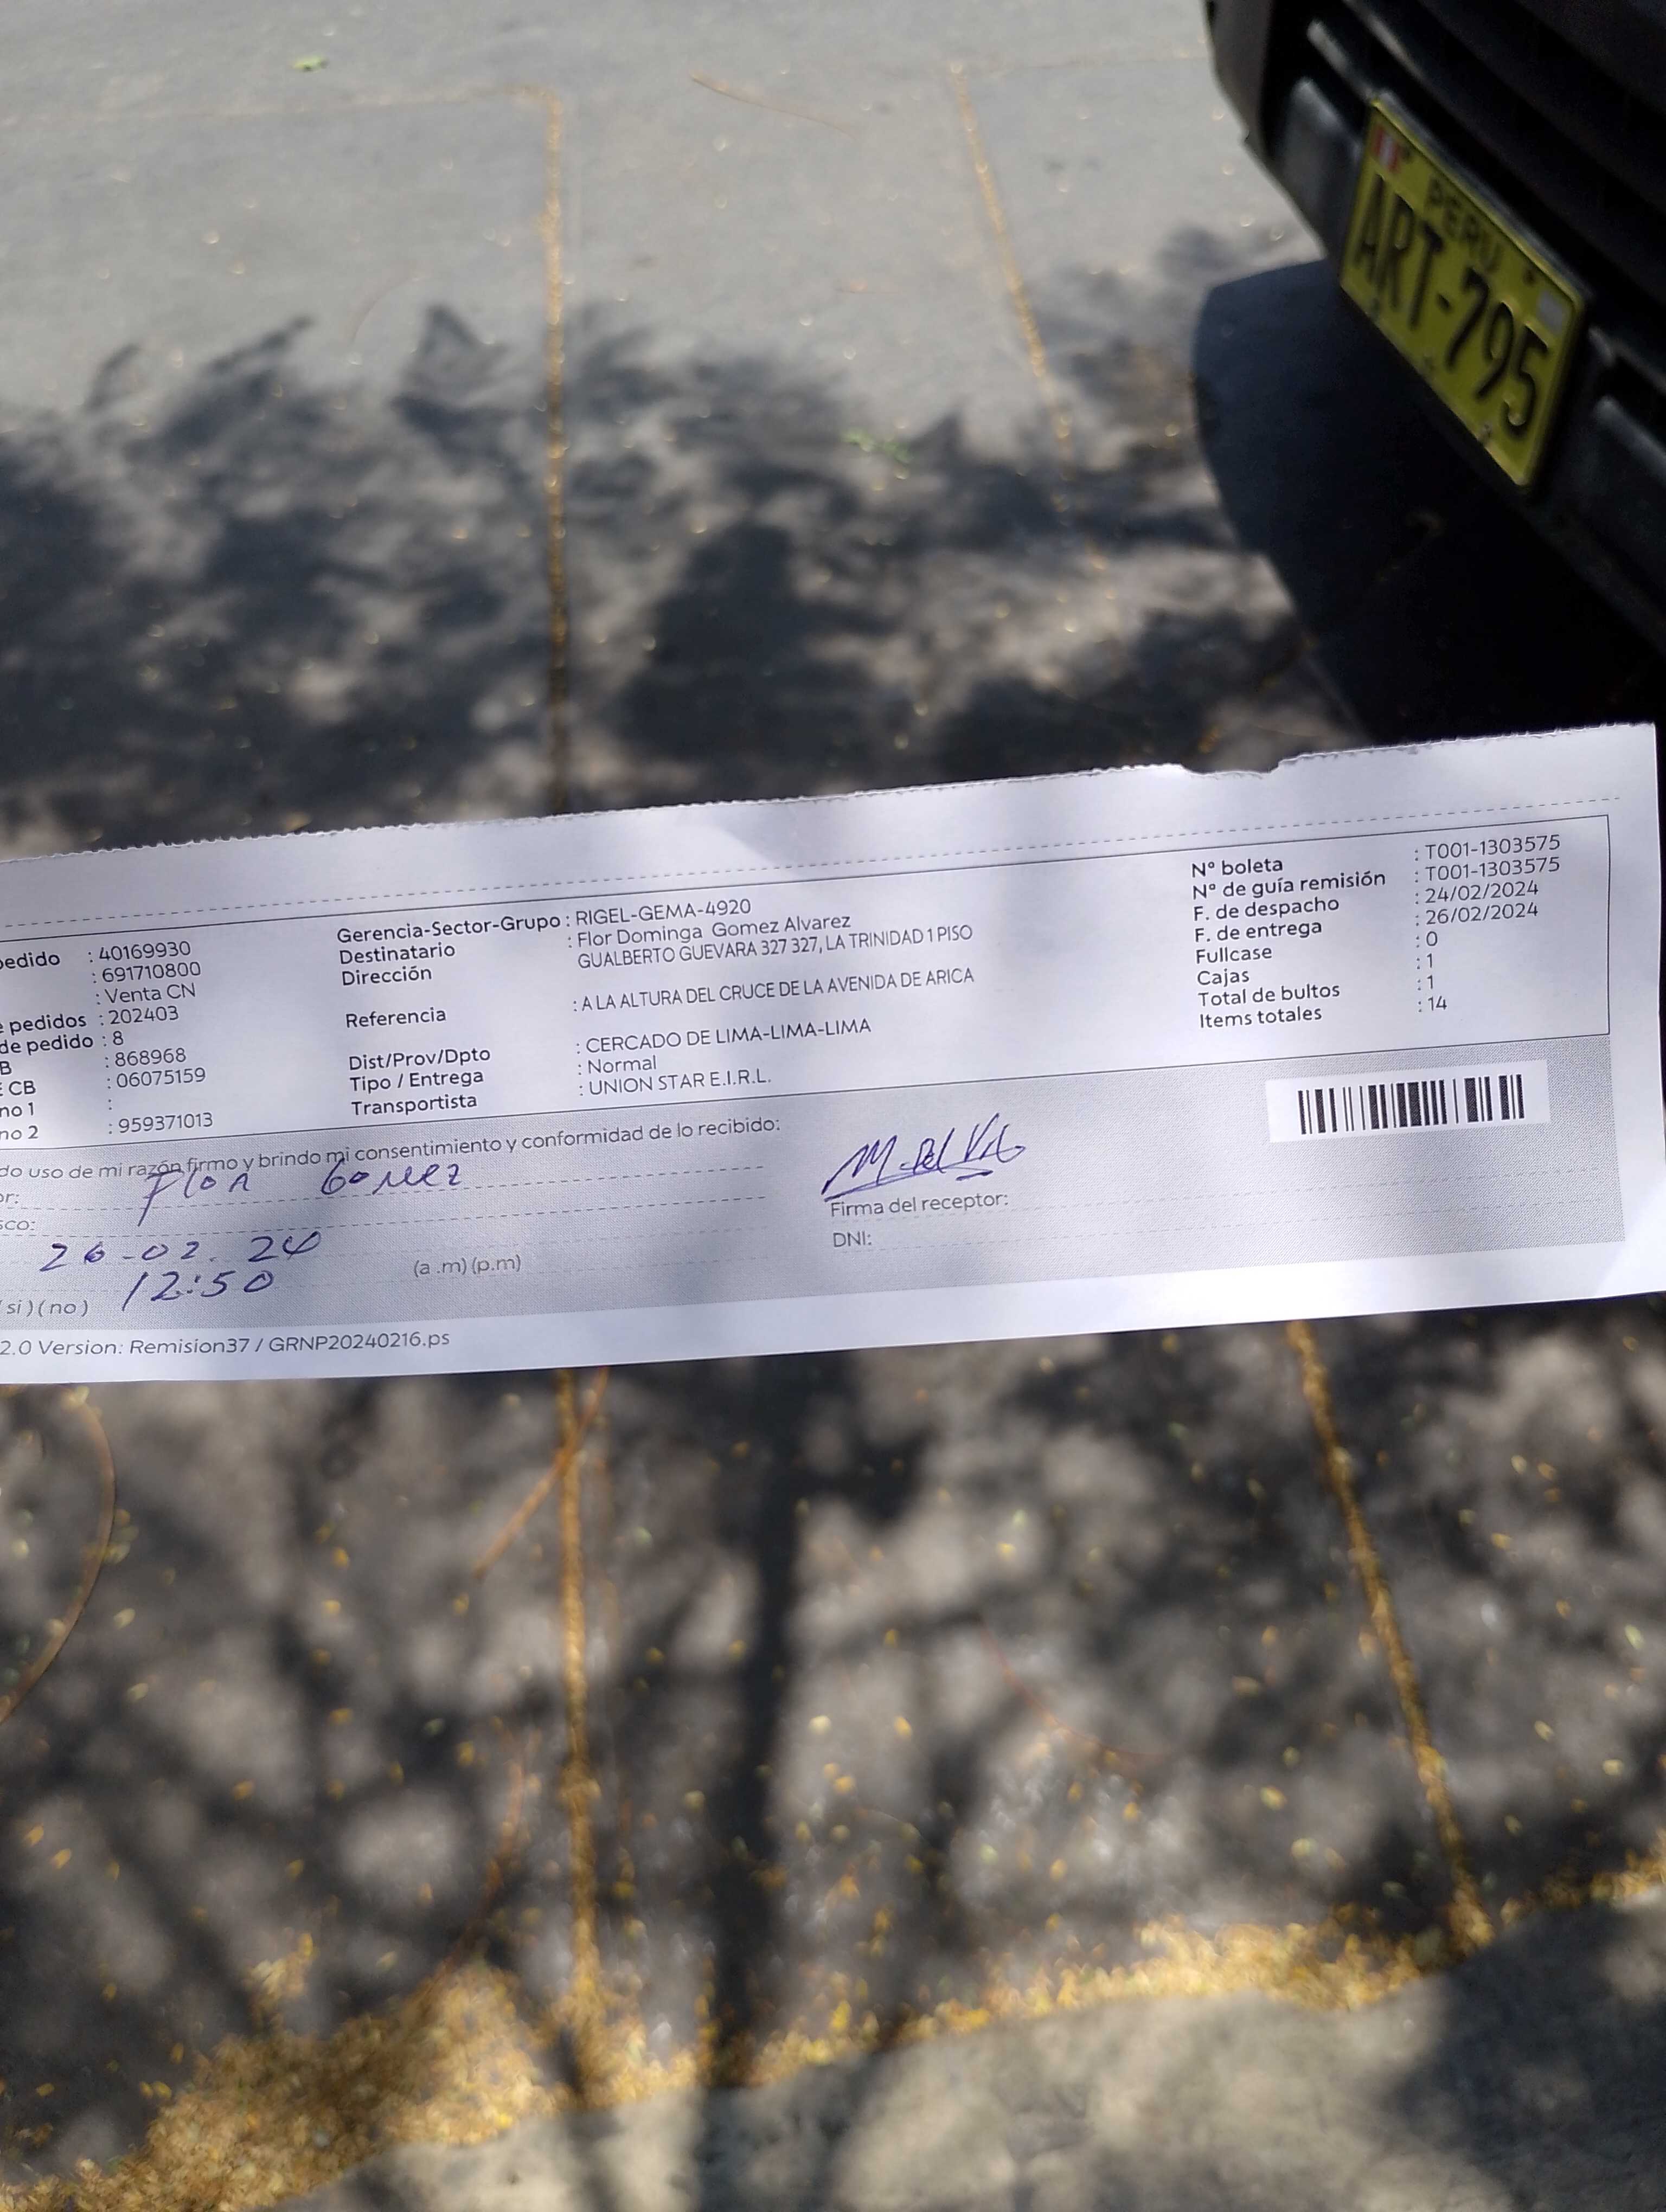 PERU
ART-795
Gerencia-Sector-Grupo : RIGEL-GEMA-4920
Destinatario : Flor Dominga Gomez Alvarez
Dirección GUALBERTO GUEVARA 327 327, LA TRINIDAD 1 PISO
Referencia : A LA ALTURA DEL CRUCE DE LA AVENIDA DE ARICA
Dist/Prov/Dpto : CERCADO DE LIMA-LIMA-LIMA
Tipo / Entrega : Normal
Transportista : UNION STAR E.I.R.L.
edido : 40169930
: 691710800
: Venta CN
pedidos : 202403
de pedido : 8
B : 868968
CB : 06075159
no 1 :
no 2 : 959371013
N° boleta : T001-1303575
N° de guía remisión : T001-1303575
F. de despacho : 24/02/2024
F. de entrega : 26/02/2024
Fullcase : 0
Cajas : 1
Total de bultos : 1
Items totales : 14
do uso de mi razón firmo y brindo mi consentimiento y conformidad de lo recibido:
or: Flor Gomez
sco:
26-02.24
12:50 (a .m) (p.m)
si ) ( no )
Firma del receptor:
DNI:
2.0 Version: Remision37 / GRNP20240216.ps